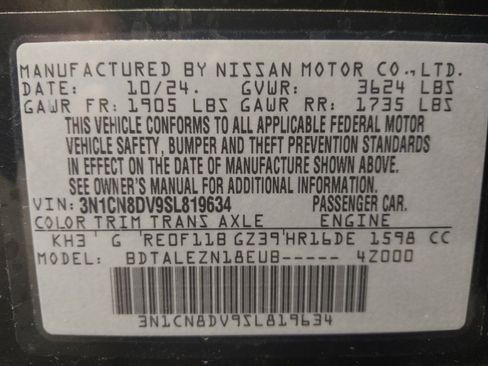 MANUFACTURED BY NISSAN MOTOR CO.,LTD.
DATE: 10/24. GVWR: 3624 LBS
GAWR FR: 1905 LBS GAWR RR: 1735 LBS
THIS VEHICLE CONFORMS TO ALL APPLICABLE FEDERAL MOTOR
VEHICLE SAFETY, BUMPER AND THEFT PREVENTION STANDARDS
IN EFFECT ON THE DATE OF MANUFACTURE SHOWN ABOVE.
SEE OWNER'S MANUAL FOR ADDITIONAL INFORMATION.
VIN: 3N1CN8DV9SL819634 PASSENGER CAR.
COLOR TRIM TRANS AXLE ENGINE
KH3 G RE0F11B GZ39 HR16DE 1598 CC
BDTALEZN18EUB----- 4Z000
3N1CN8DV9SL819634